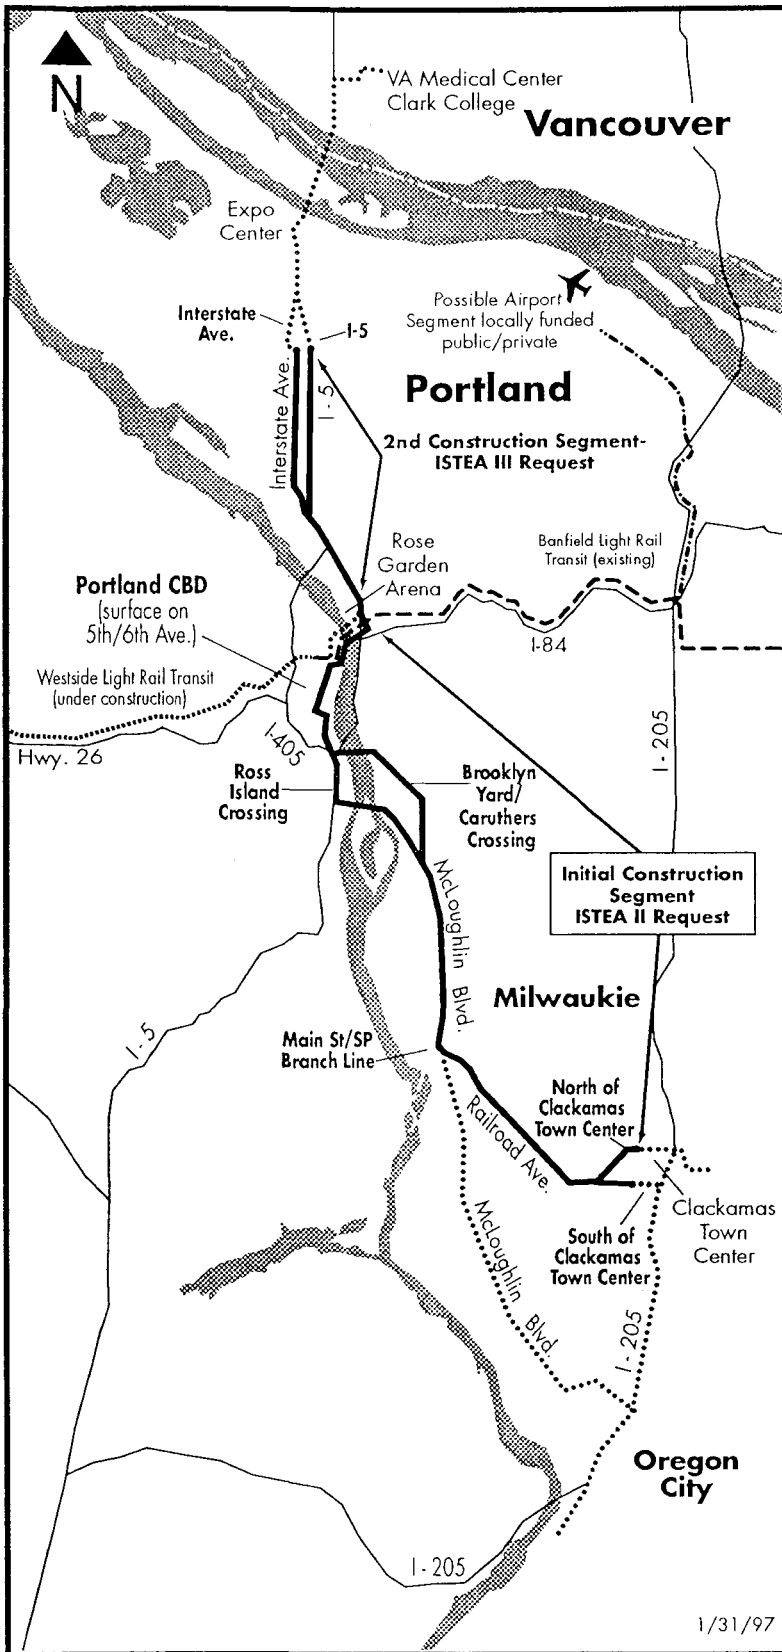 N
VA Medical Center
Clark College
Vancouver
Expo
Center
Interstate
Ave.
I-5
Possible Airport
Segment locally funded
public/private
Portland
Interstate Ave.
I-5
2nd Construction Segment-
ISTEA III Request
Rose
Garden
Arena
Banfield Light Rail
Transit (existing)
Portland CBD
(surface on
5th/6th Ave.)
I-84
Westside Light Rail Transit
(under construction)
Hwy. 26
I-405
I-205
Ross
Island
Crossing
Brooklyn
Yard/
Caruthers
Crossing
McLoughlin Blvd.
Initial Construction
Segment
ISTEA II Request
Milwaukie
I-5
Main St/SP
Branch Line
North of
Clackamas
Town Center
Railroad Ave.
Clackamas
Town
Center
South of
Clackamas
Town Center
McLoughlin Blvd.
I-205
Oregon
City
I-205
1/31/97